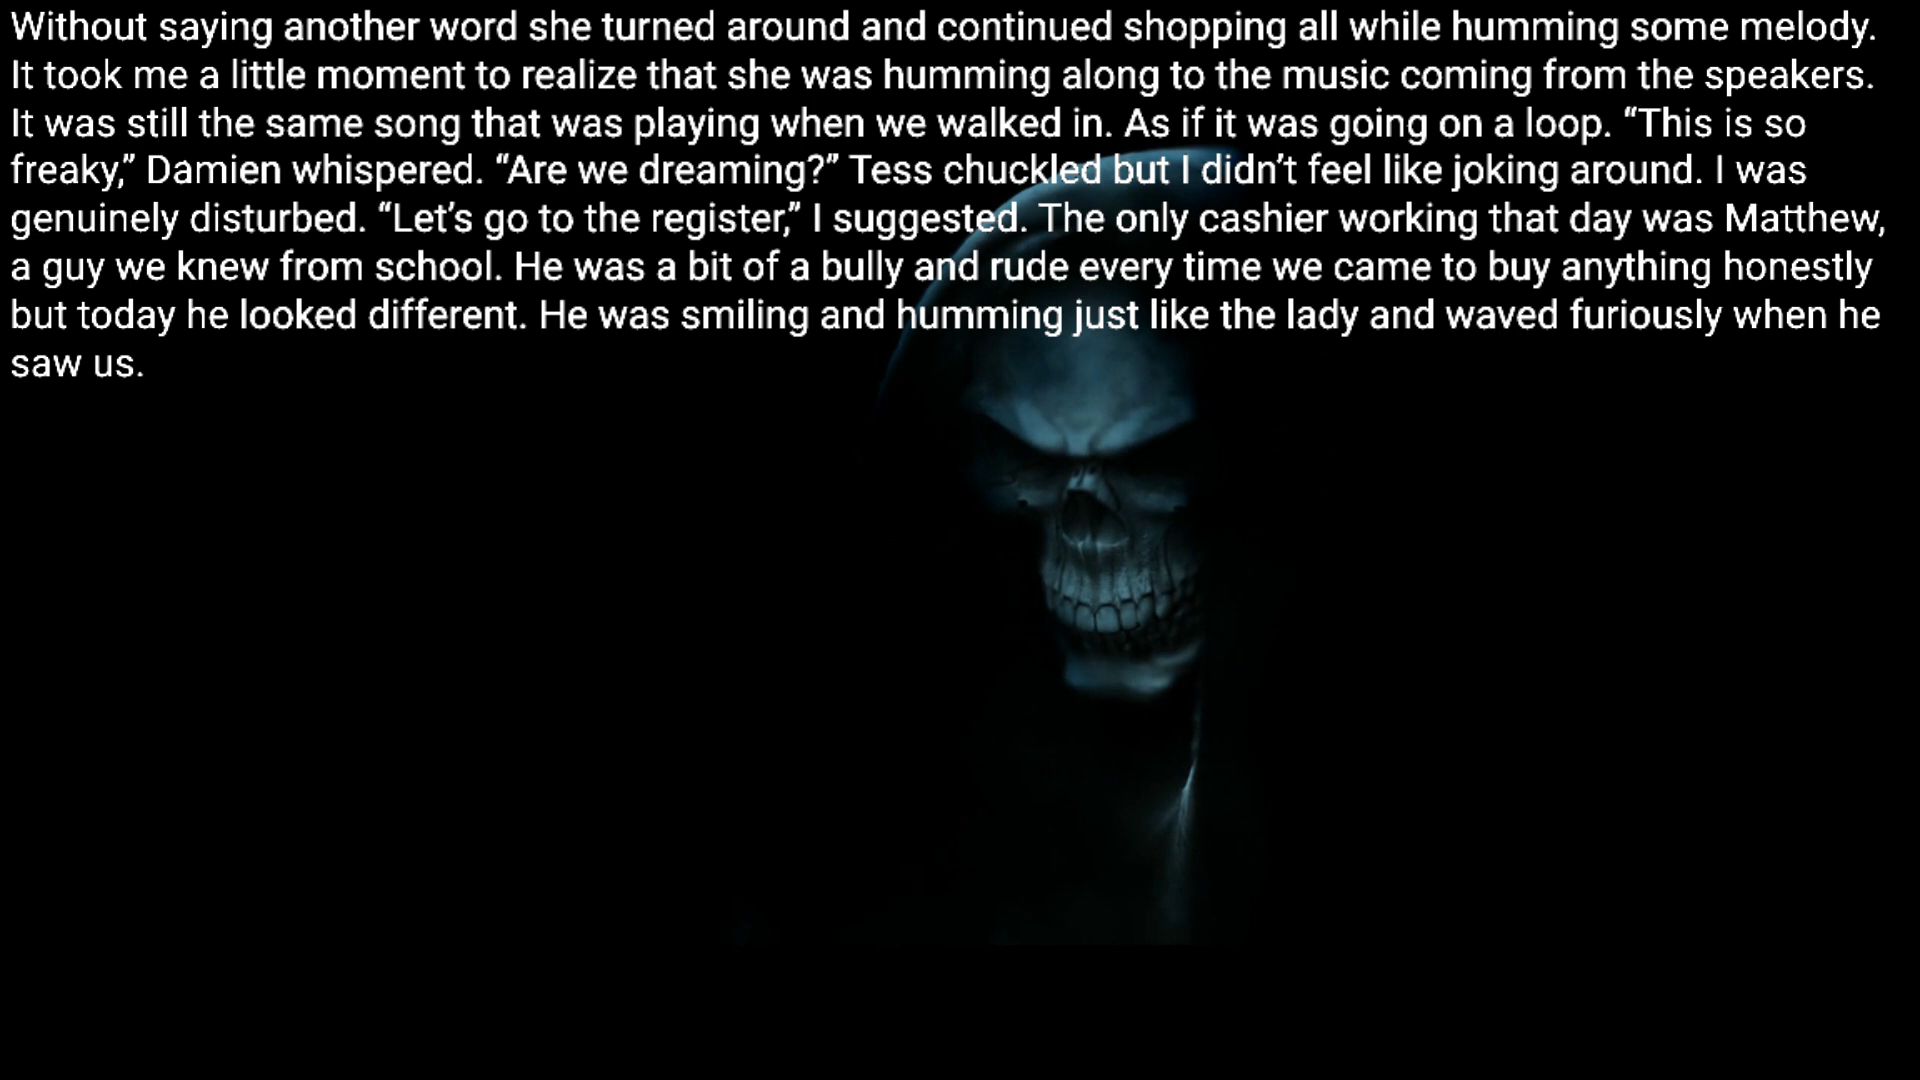 Without saying another word she turned around and continued shopping all while humming some melody.
It took me a little moment to realize that she was humming along to the music coming from the speakers.
It was still the same song that was playing when we walked in. As if it was going on a loop. “This is so
freaky,” Damien whispered. “Are we dreaming?” Tess chuckled but I didn’t feel like joking around. I was
genuinely disturbed. “Let’s go to the register,” I suggested. The only cashier working that day was Matthew,
a guy we knew from school. He was a bit of a bully and rude every time we came to buy anything honestly
but today he looked different. He was smiling and humming just like the lady and waved furiously when he
saw us.